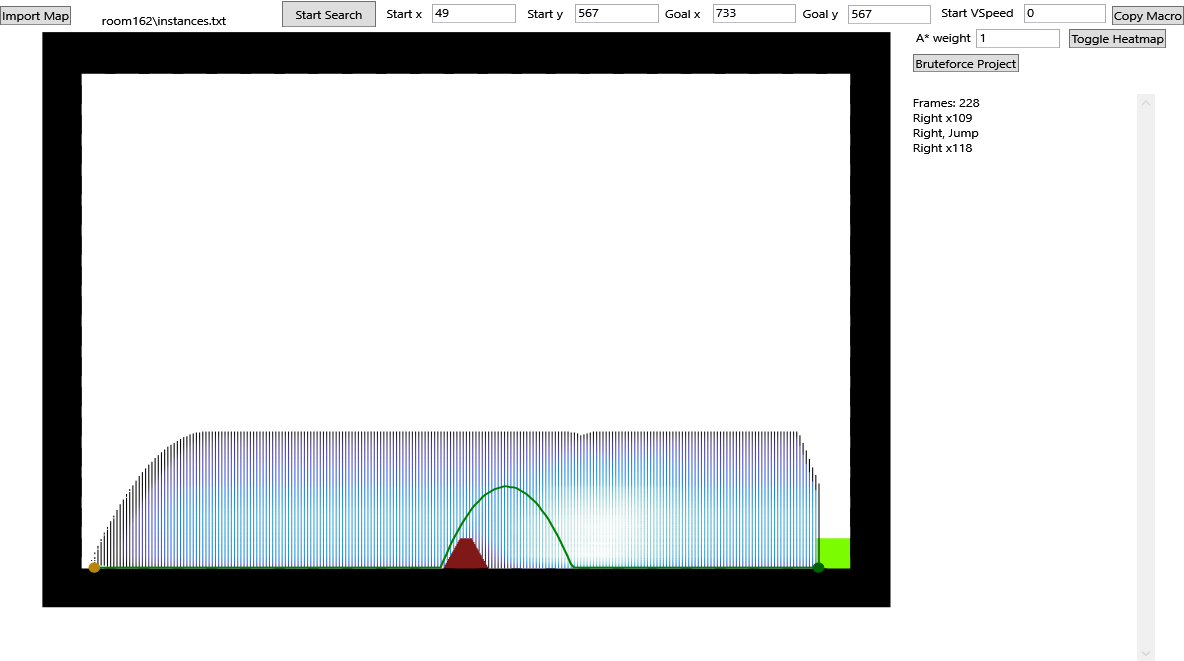 Import Map
room162\instances.txt
Start Search
Start x 49
Start y 567
Goal x 733
Goal y 567
Start VSpeed 0
Copy Macro
A* weight 1
Toggle Heatmap
Bruteforce Project
Frames: 228
Right x109
Right, Jump
Right x118